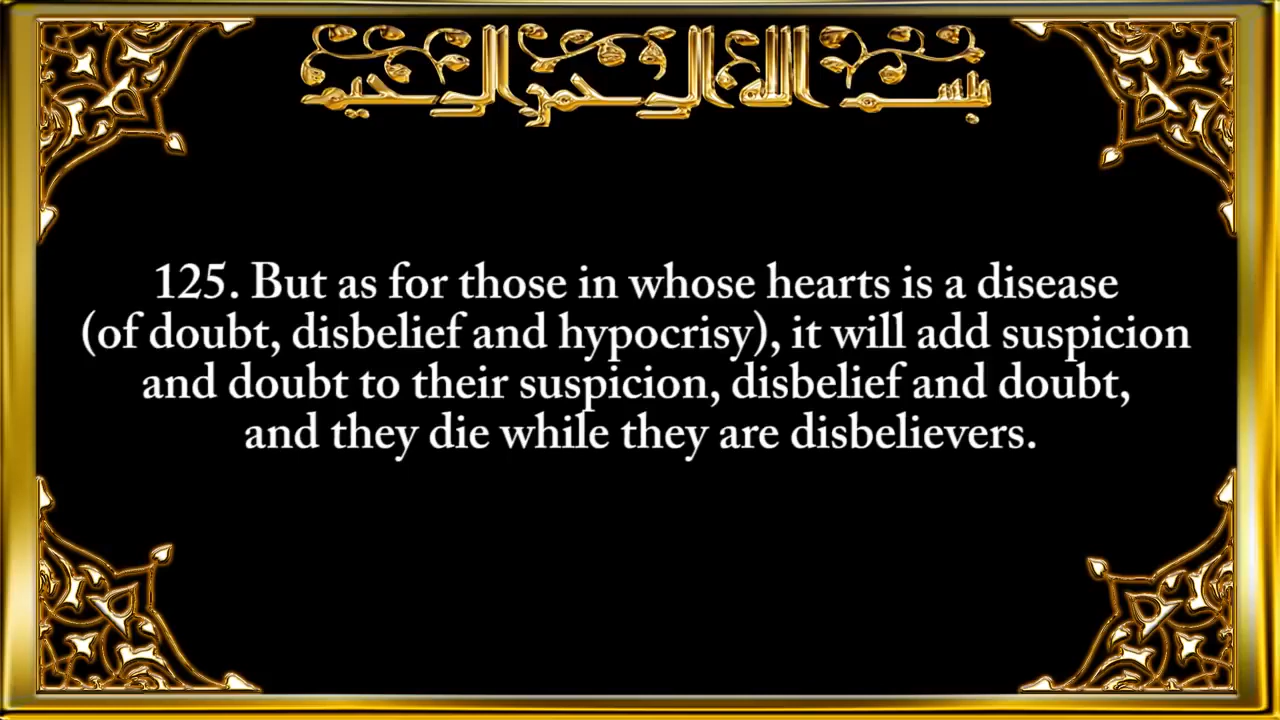 بسم الله الرحمن الرحيم
125. But as for those in whose hearts is a disease
(of doubt, disbelief and hypocrisy), it will add suspicion
and doubt to their suspicion, disbelief and doubt,
and they die while they are disbelievers.